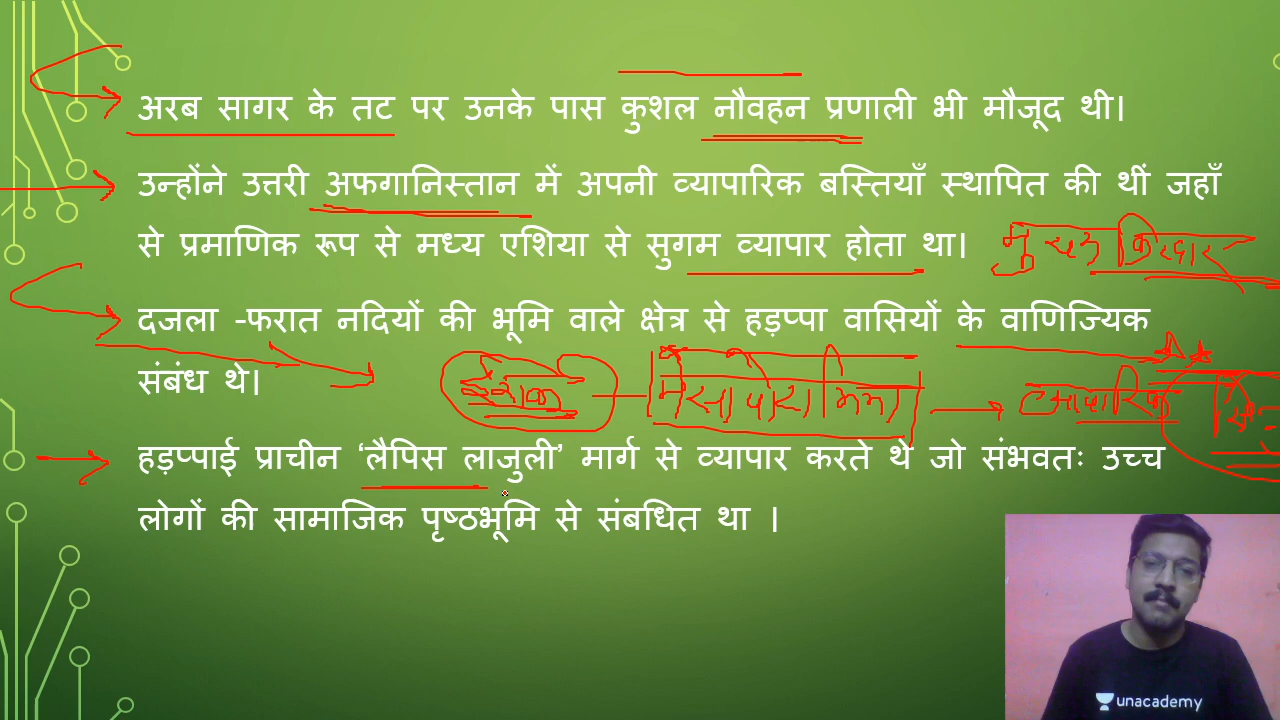 अरब सागर के तट पर उनके पास कुशल नौवहन प्रणाली भी मौजूद थी।
उन्होंने उत्तरी अफगानिस्तान में अपनी व्यापारिक बस्तियाँ स्थापित की थीं जहाँ
से प्रमाणिक रूप से मध्य एशिया से सुगम व्यापार होता था।
दजला -फरात नदियों की भूमि वाले क्षेत्र से हड़प्पा वासियों के वाणिज्यिक
संबंध थे।
इराक मेसोपोटामिया व्यापारिक
हड़प्पाई प्राचीन ‘लैपिस लाजुली’ मार्ग से व्यापार करते थे जो संभवतः उच्च
लोगों की सामाजिक पृष्ठभूमि से संबधित था ।
unacademy